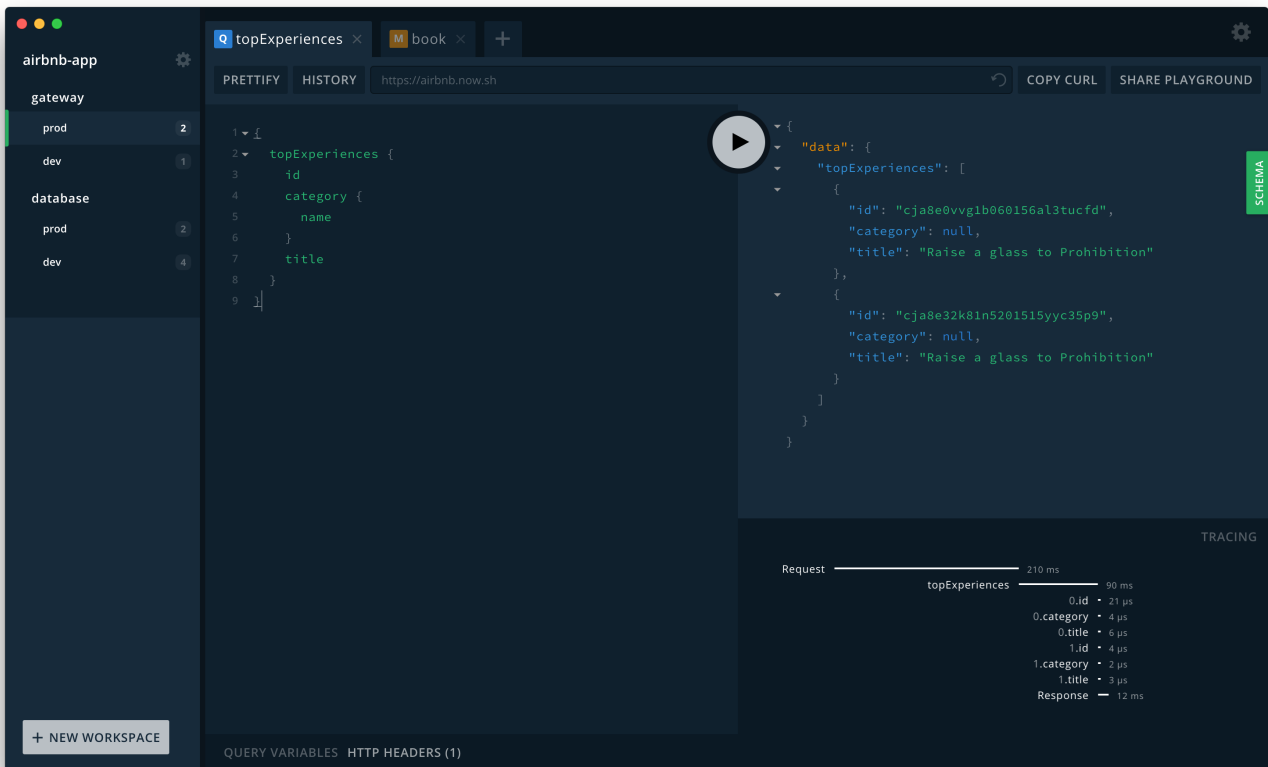 airbnb-app
gateway
prod 2
dev 1
database
prod 2
dev 4
+ NEW WORKSPACE
Q topExperiences × M book × +
PRETTIFY HISTORY https://airbnb.now.sh COPY CURL SHARE PLAYGROUND
1 {
2 topExperiences {
3 id
4 category {
5 name
6 }
7 title
8 }
9 }
QUERY VARIABLES HTTP HEADERS (1)
{
"data": {
"topExperiences": [
{
"id": "cja8e0vvg1b060156al3tucfd",
"category": null,
"title": "Raise a glass to Prohibition"
},
{
"id": "cja8e32k81n5201515yyc35p9",
"category": null,
"title": "Raise a glass to Prohibition"
}
]
}
}
SCHEMA
TRACING
Request 210 ms
topExperiences 90 ms
0.id 21 µs
0.category 4 µs
0.title 6 µs
1.id 4 µs
1.category 2 µs
1.title 3 µs
Response 12 ms